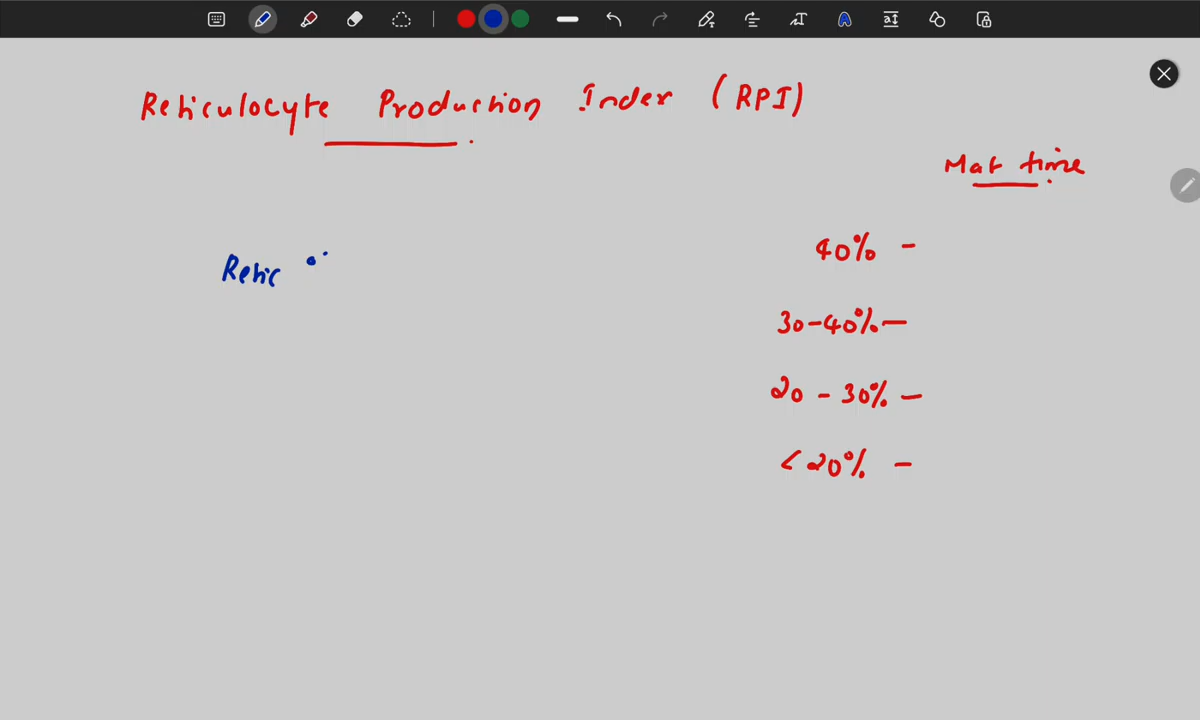 Reticulocyte Production Index (RPI)
Mat time
Retic
40% -
30-40% -
20 - 30% -
< 20% -